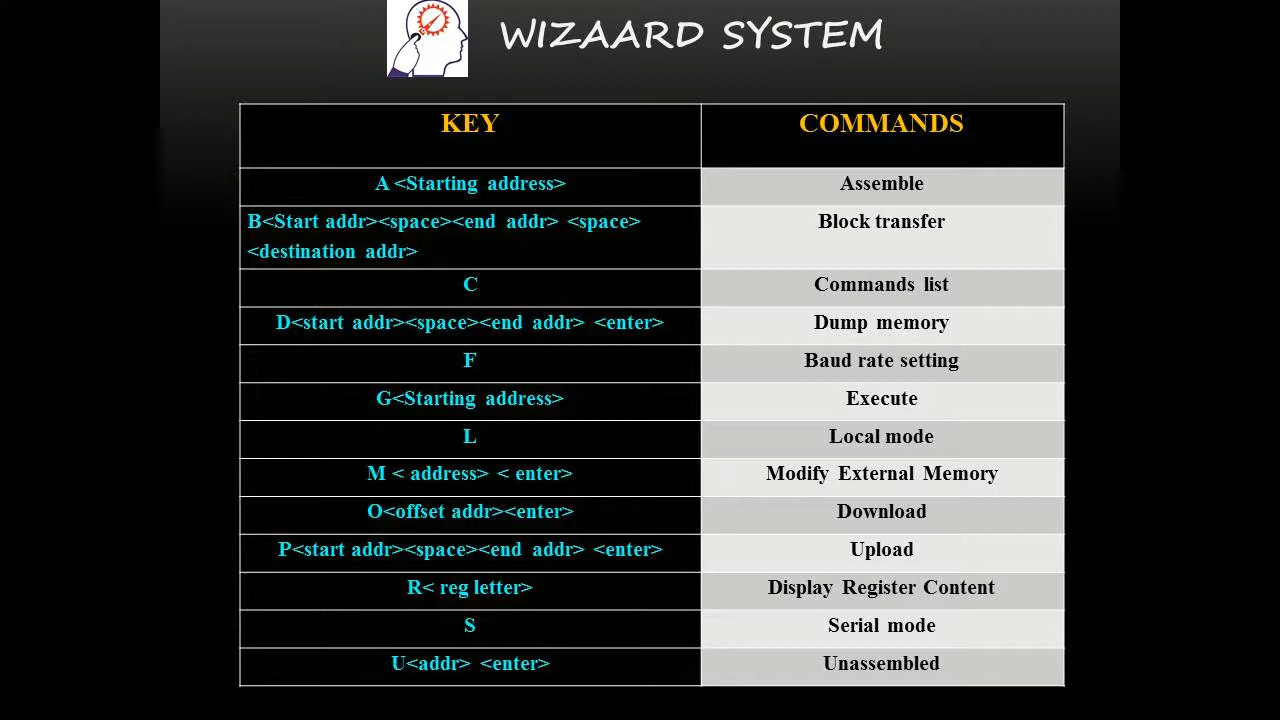 WIZAARD SYSTEM
KEY COMMANDS
A <Starting address> Assemble
B<Start addr><space><end addr> <space> Block transfer
<destination addr>
C Commands list
D<start addr><space><end addr> <enter> Dump memory
F Baud rate setting
G<Starting address> Execute
L Local mode
M < address> < enter> Modify External Memory
O<offset addr><enter> Download
P<start addr><space><end addr> <enter> Upload
R< reg letter> Display Register Content
S Serial mode
U<addr> <enter> Unassembled